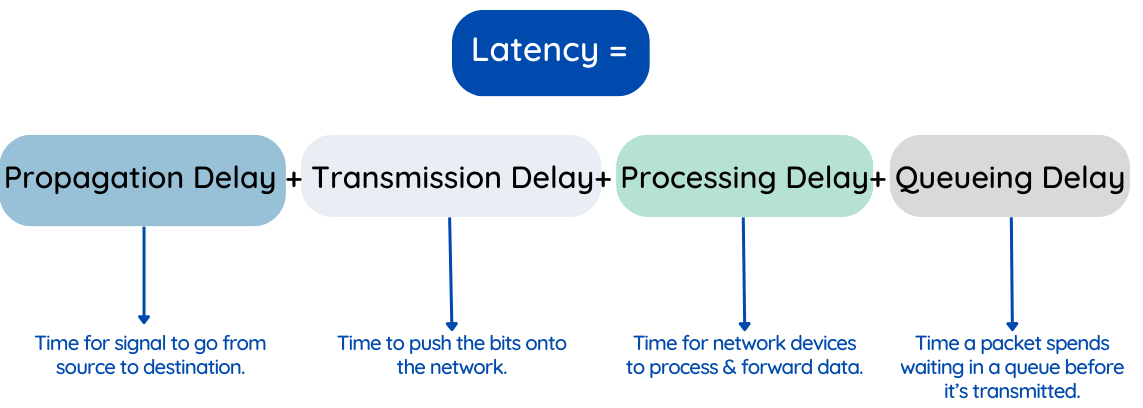 Latency =
Propagation Delay + Transmission Delay+ Processing Delay+ Queueing Delay
Time for signal to go from
source to destination.
Time to push the bits onto
the network.
Time for network devices
to process & forward data.
Time a packet spends
waiting in a queue before
it's transmitted.